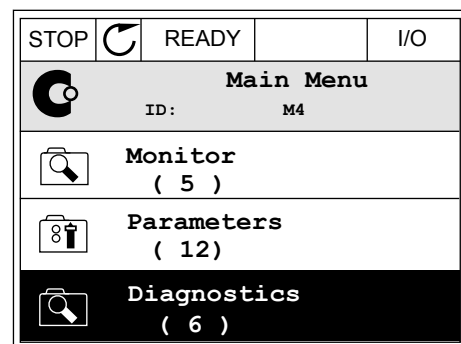 STOP READY I/O
Main Menu
ID: M4
Monitor
( 5 )
Parameters
( 12)
Diagnostics
( 6 )